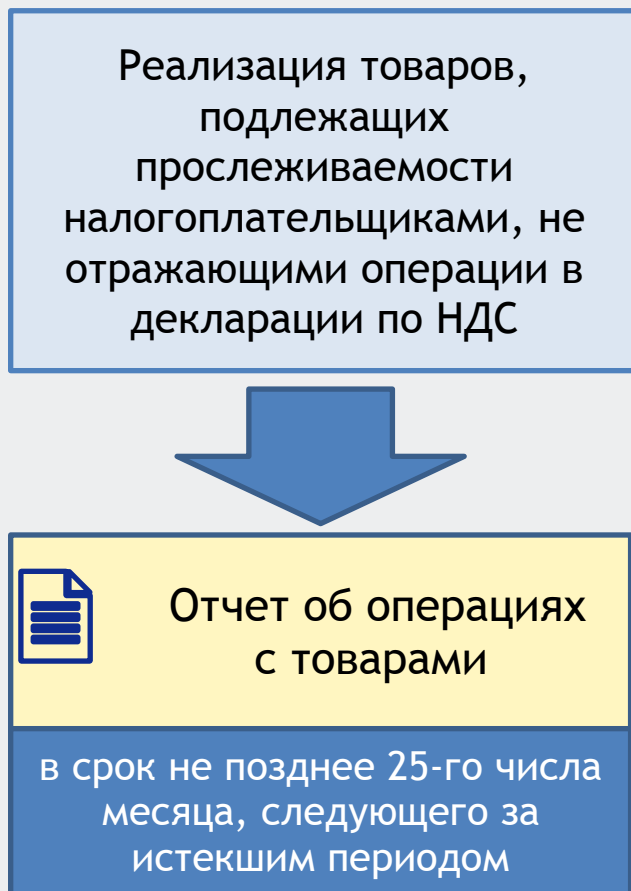 Реализация товаров,
подлежащих
прослеживаемости
налогоплательщиками, не
отражающими операции в
декларации по НДС
Отчет об операциях
с товарами
в срок не позднее 25-го числа
месяца, следующего за
истекшим периодом